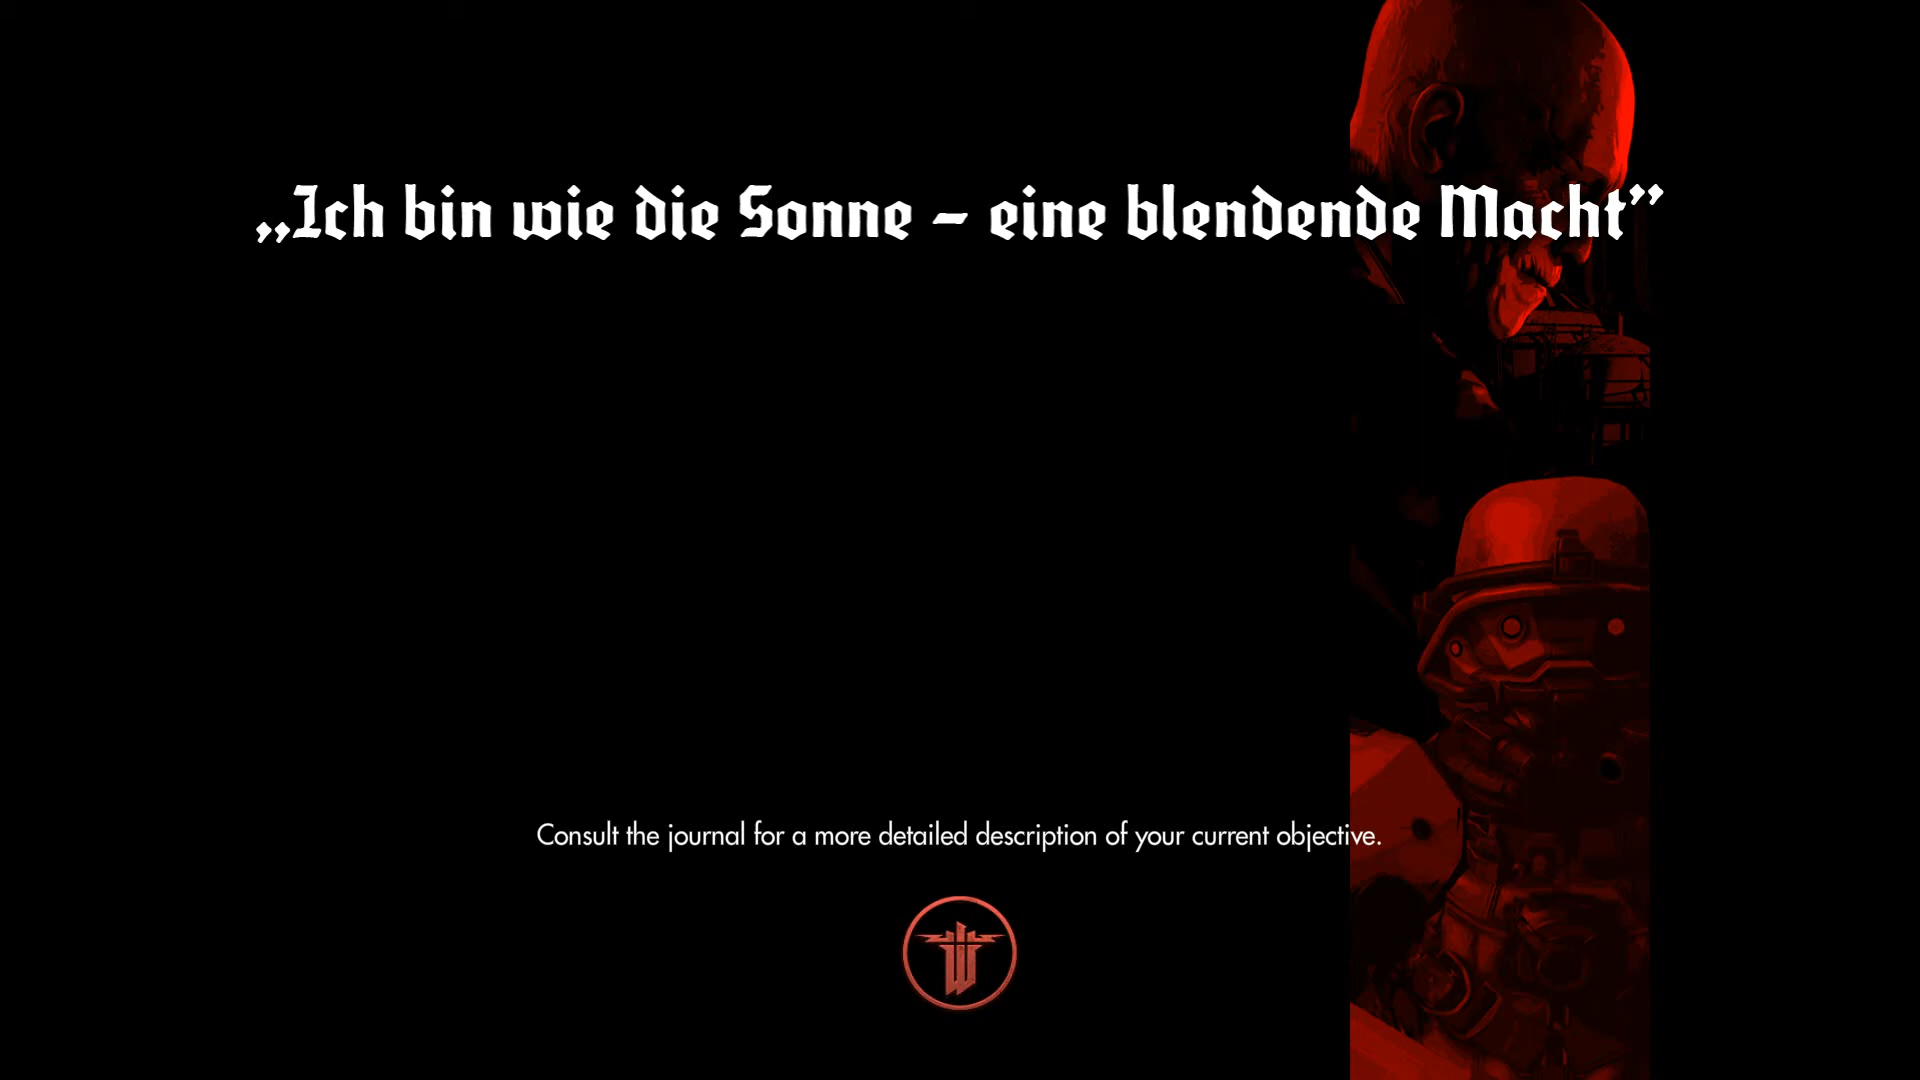 „Ich bin wie die Sonne – eine blendende Macht”
Consult the journal for a more detailed description of your current objective.